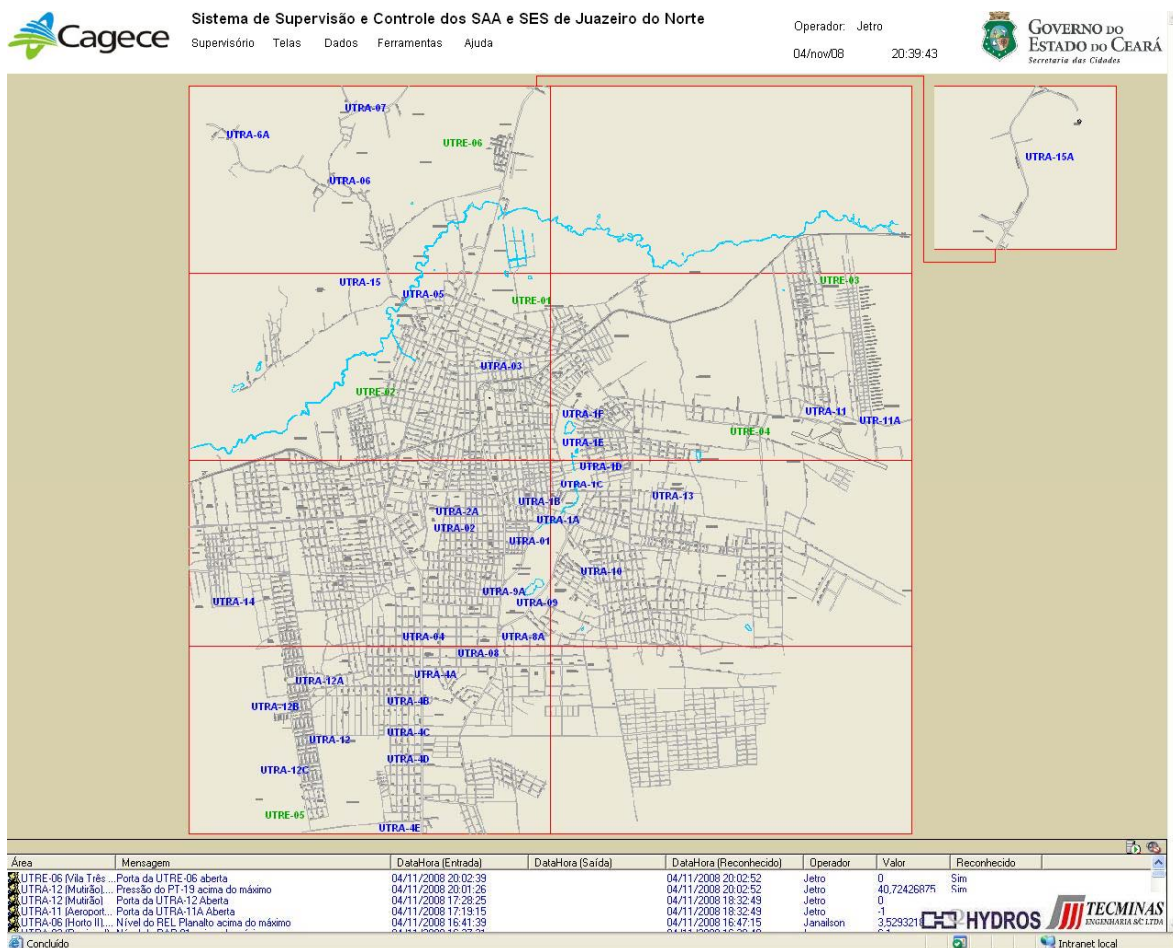 Cagece
Sistema de Supervisão e Controle dos SAA e SES de Juazeiro do Norte
Supervisório Telas Dados Ferramentas Ajuda
Operador: Jetro
04/nov/08 20:39:43
GOVERNO DO
ESTADO DO CEARÁ
Secretaria das Cidades
UTRA-07
UTRA-6A
UTRE-06
UTRA-15A
UTRA-06
UTRA-15
UTRE-03
UTRA-05
UTRE-01
UTRA-03
UTRE-02
UTRA-1F
UTRA-11
UTR-11A
UTRE-04
UTRA-1E
UTRA-1D
UTRA-1C
UTRA-13
UTRA-1B
UTRA-2A
UTRA-1A
UTRA-02
UTRA-01
UTRA-10
UTRA-9A
UTRA-14
UTRA-09
UTRA-04
UTRA-8A
UTRA-08
UTRA-4A
UTRA-12A
UTRA-4B
UTRA-12B
UTRA-4C
UTRA-12
UTRA-4D
UTRA-12C
UTRE-05
UTRA-4E
Área Mensagem DataHora (Entrada) DataHora (Saída) DataHora (Reconhecido) Operador Valor Reconhecido
UTRE-06 (Vila Três ... Porta da UTRE-06 aberta 04/11/2008 20:02:39 04/11/2008 20:02:52 Jetro 0 Sim
UTRA-12 (Mutirão).... Pressão do PT-19 acima do máximo 04/11/2008 20:01:26 04/11/2008 20:02:52 Jetro 40,72426875 Sim
UTRA-12 (Mutirão).... Porta da UTRA-12 Aberta 04/11/2008 17:28:25 04/11/2008 18:32:49 Jetro 0
UTRA-11 (Aeroport... Porta da UTRA-11A Aberta 04/11/2008 17:19:15 04/11/2008 18:32:49 Jetro -1
UTRA-06 (Horto II).... Nível do REL Planalto acima do máximo 04/11/2008 16:41:39 04/11/2008 16:47:15 Janailson
HYDROS
TECMINAS
ENGENHARIA S/C LTDA
Concluído
Intranet local